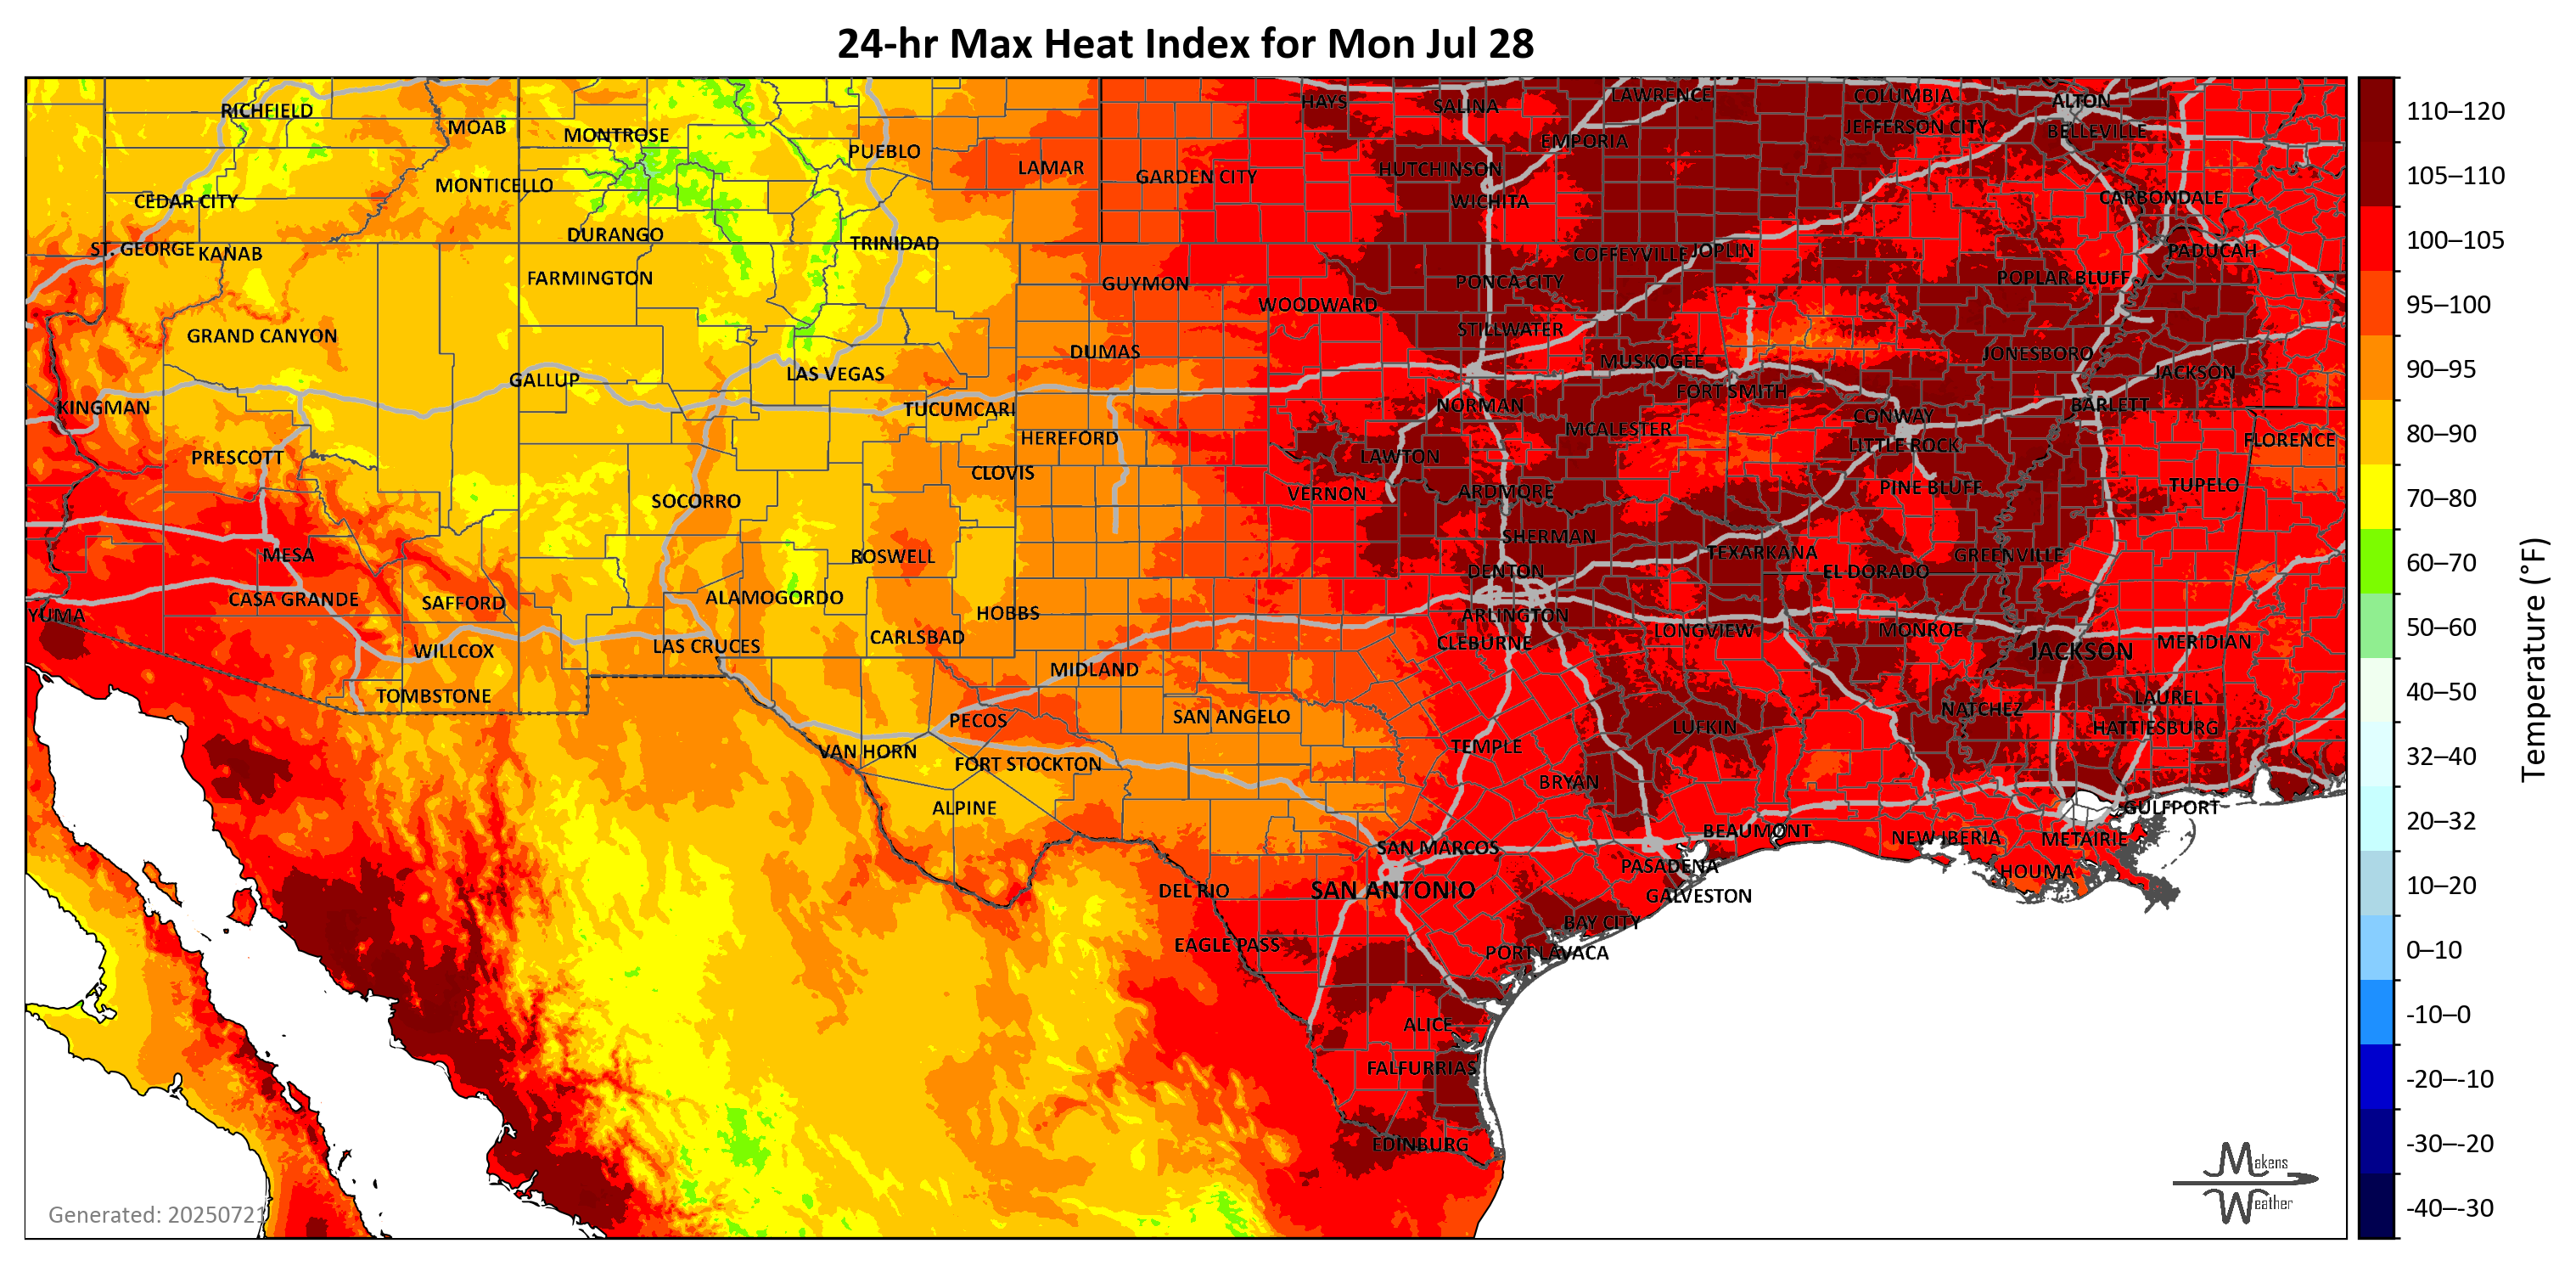 24-hr Max Heat Index for Mon Jul 28
RICHFIELD
MOAB
MONTROSE
PUEBLO
LAMAR
GARDEN CITY
HAYS
SALINA
LAWRENCE
COLUMBIA
ALTON
JEFFERSON CITY
BELLEVILLE
EMPORIA
HUTCHINSON
WICHITA
CARBONDALE
MONTICELLO
CEDAR CITY
ST. GEORGE
KANAB
DURANGO
TRINIDAD
FARMINGTON
GUYMON
WOODWARD
PONCA CITY
COFFEYVILLE
JOPLIN
PADUCAH
POPLAR BLUFF
STILLWATER
GRAND CANYON
DUMAS
MUSKOGEE
JONESBORO
JACKSON
LAS VEGAS
GALLUP
FORT SMITH
KINGMAN
TUCUMCARI
NORMAN
BARLETT
CONWAY
MCALESTER
LITTLE ROCK
HEREFORD
FLORENCE
PRESCOTT
CLOVIS
LAWTON
VERNON
ARDMORE
PINE BLUFF
TUPELO
SOCORRO
SHERMAN
MESA
ROSWELL
TEXARKANA
GREENVILLE
DENTON
EL DORADO
CASA GRANDE
SAFFORD
ALAMOGORDO
HOBBS
ARLINGTON
YUMA
CARLSBAD
CLEBURNE
LONGVIEW
MONROE
JACKSON
MERIDIAN
WILLCOX
LAS CRUCES
MIDLAND
TOMBSTONE
PECOS
SAN ANGELO
LUFKIN
NATCHEZ
LAUREL
HATTIESBURG
VAN HORN
FORT STOCKTON
TEMPLE
BRYAN
ALPINE
GULFPORT
BEAUMONT
NEW IBERIA
METAIRIE
SAN MARCOS
PASADENA
HOUMA
DEL RIO
SAN ANTONIO
GALVESTON
BAY CITY
EAGLE PASS
PORT LAVACA
ALICE
FALFURRIAS
EDINBURG
Generated: 20250721
Makens
Weather
110–120
105–110
100–105
95–100
90–95
80–90
70–80
60–70
50–60
40–50
32–40
20–32
10–20
0–10
-10–0
-20–-10
-30–-20
-40–-30
Temperature (°F)